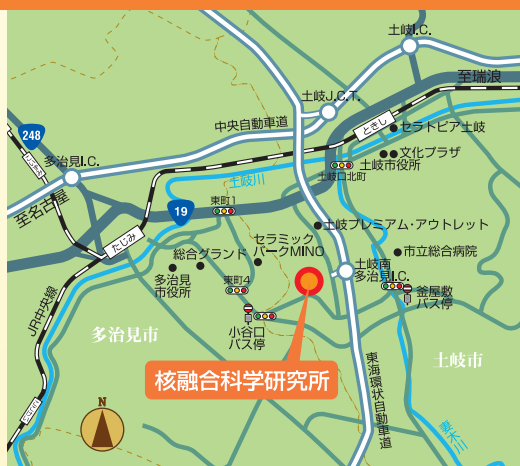 土岐I.C.
至瑞浪
土岐J.C.T.
中央自動車道
ときし
セラトピア土岐
248
文化プラザ
土岐市役所
土岐口北町
多治見I.C.
土岐川
至名古屋
19
東町1
土岐プレミアム・アウトレット
たじみ
セラミック
パークMINO
総合グランド
市立総合病院
多治見
市役所
土岐南
多治見I.C.
東町4
釜屋敷
バス停
小谷口
バス停
JR中央線
多治見市
土岐市
核融合科学研究所
東海環状自動車道
妻木川
N